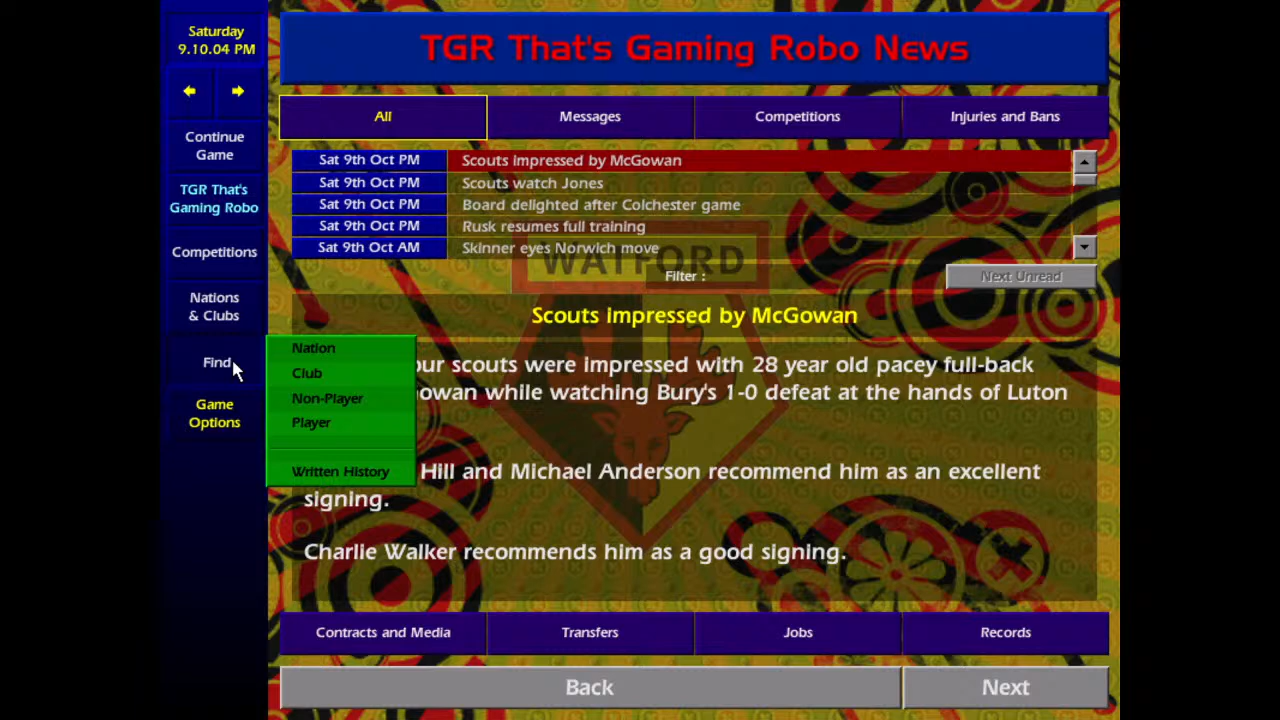 Saturday
9.10.04 PM
Continue
Game
TGR That's
Gaming Robo
Competitions
Nations
& Clubs
Find
Game
Options
Nation
Club
Non-Player
Player
Written History
TGR That's Gaming Robo News
All
Messages
Competitions
Injuries and Bans
Sat 9th Oct PM Scouts impressed by McGowan
Sat 9th Oct PM Scouts watch Jones
Sat 9th Oct PM Board delighted after Colchester game
Sat 9th Oct PM Rusk resumes full training
Sat 9th Oct AM Skinner eyes Norwich move
WATFORD
Filter :
Next Unread
Scouts impressed by McGowan
our scouts were impressed with 28 year old pacey full-back
owan while watching Bury's 1-0 defeat at the hands of Luton
Hill and Michael Anderson recommend him as an excellent
signing.
Charlie Walker recommends him as a good signing.
Contracts and Media
Transfers
Jobs
Records
Back
Next